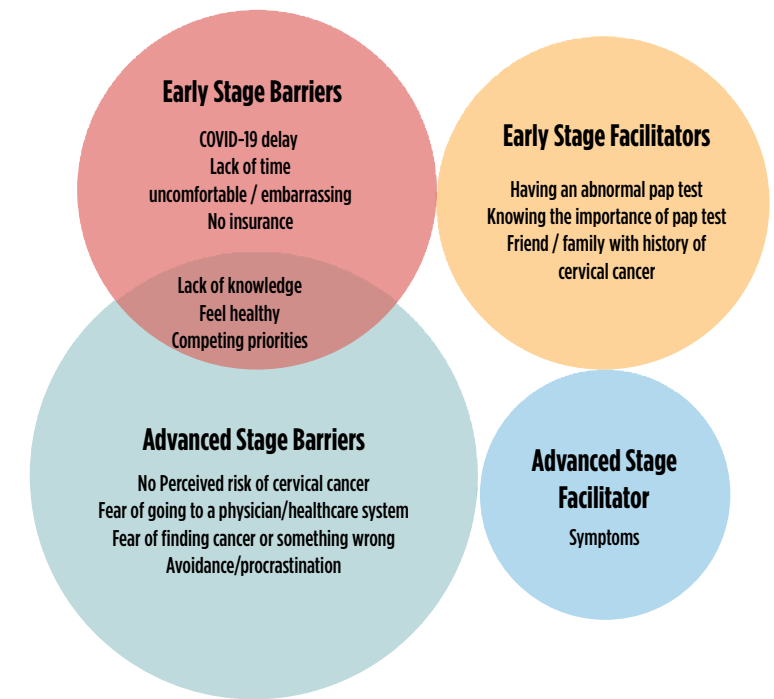 Early Stage Barriers
COVID-19 delay
Lack of time
uncomfortable / embarrassing
No insurance
Lack of knowledge
Feel healthy
Competing priorities
Early Stage Facilitators
Having an abnormal pap test
Knowing the importance of pap test
Friend / family with history of
cervical cancer
Advanced Stage Barriers
No Perceived risk of cervical cancer
Fear of going to a physician/healthcare system
Fear of finding cancer or something wrong
Avoidance/procrastination
Advanced Stage
Facilitator
Symptoms